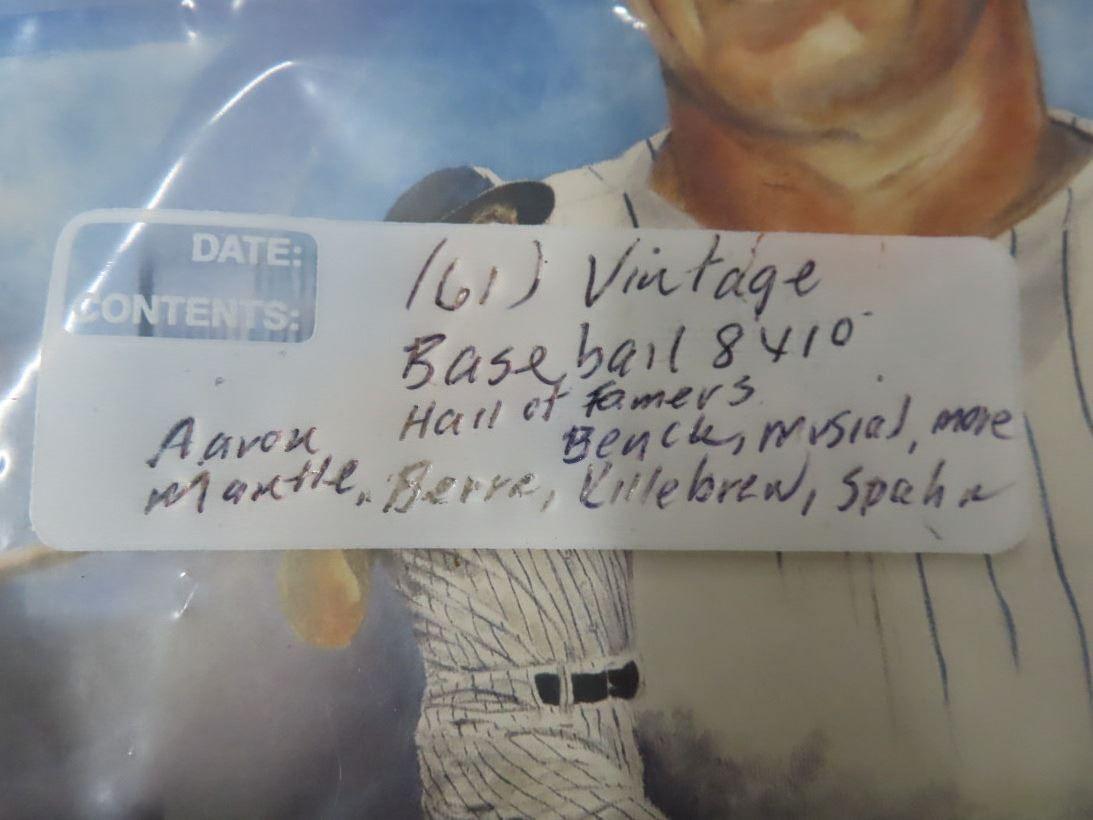 DATE:
CONTENTS:
(61) Vintage
Baseball 8x10
Hall of Famers
Aaron Bench, Musial, more
Mantle, Berra, Killebrew, Spahn